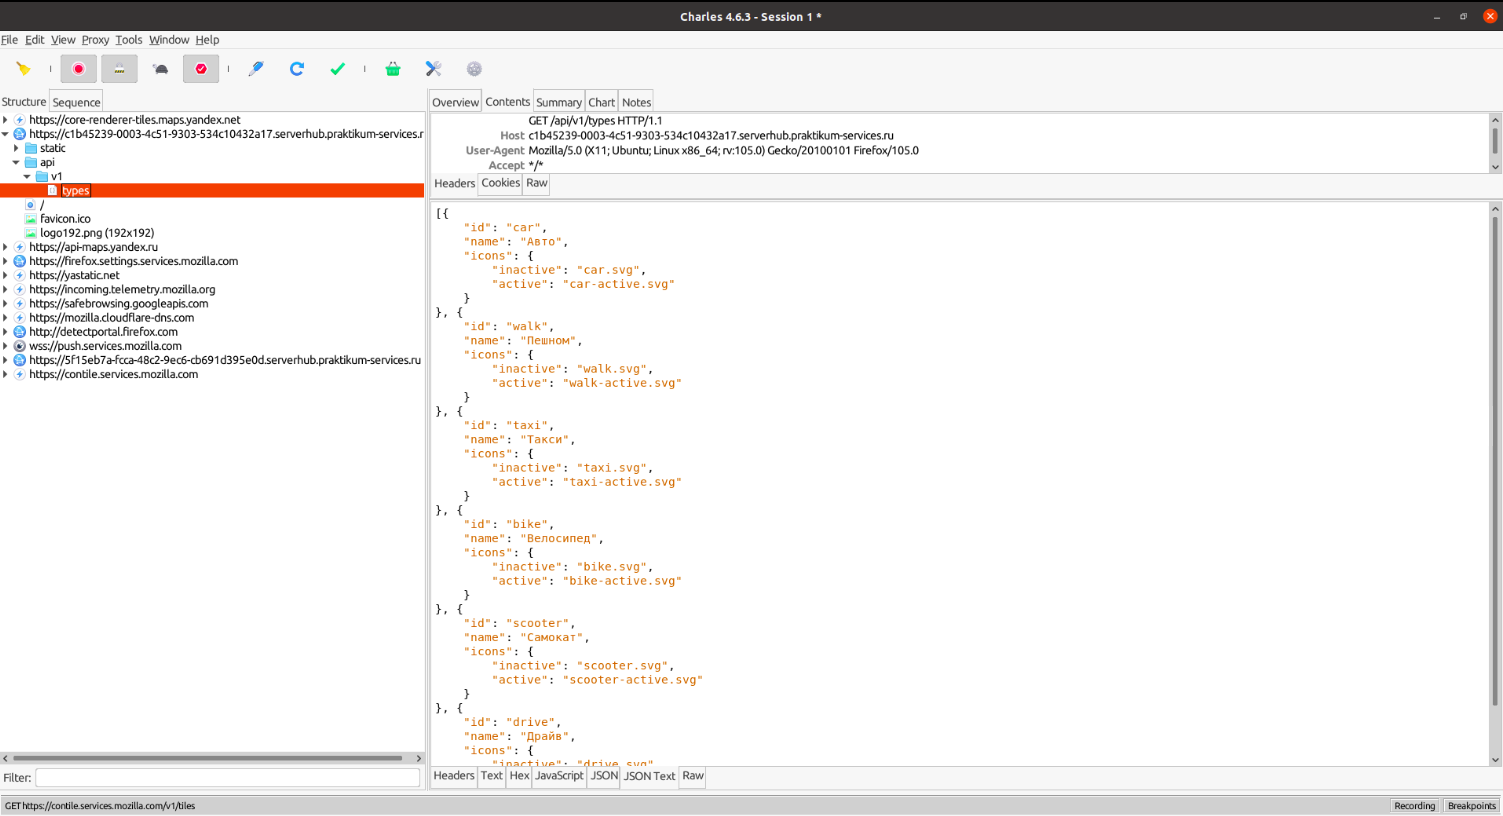 Charles 4.6.3 - Session 1 *
File Edit View Proxy Tools Window Help
Structure Sequence
https://core-renderer-tiles.maps.yandex.net
https://c1b45239-0003-4c51-9303-534c10432a17.serverhub.praktikum-services.r
static
api
v1
types
/
favicon.ico
logo192.png (192x192)
https://api-maps.yandex.ru
https://firefox.settings.services.mozilla.com
https://yastatic.net
https://incoming.telemetry.mozilla.org
https://safebrowsing.googleapis.com
https://mozilla.cloudflare-dns.com
http://detectportal.firefox.com
wss://push.services.mozilla.com
https://5f15eb7a-fcca-48c2-9ec6-cb691d395e0d.serverhub.praktikum-services.ru
https://contile.services.mozilla.com
Filter:
Overview Contents Summary Chart Notes
GET /api/v1/types HTTP/1.1
Host c1b45239-0003-4c51-9303-534c10432a17.serverhub.praktikum-services.ru
User-Agent Mozilla/5.0 (X11; Ubuntu; Linux x86_64; rv:105.0) Gecko/20100101 Firefox/105.0
Accept */*
Headers Cookies Raw
[{
"id": "car",
"name": "Авто",
"icons": {
"inactive": "car.svg",
"active": "car-active.svg"
}
}, {
"id": "walk",
"name": "Пешном",
"icons": {
"inactive": "walk.svg",
"active": "walk-active.svg"
}
}, {
"id": "taxi",
"name": "Такси",
"icons": {
"inactive": "taxi.svg",
"active": "taxi-active.svg"
}
}, {
"id": "bike",
"name": "Велосипед",
"icons": {
"inactive": "bike.svg",
"active": "bike-active.svg"
}
}, {
"id": "scooter",
"name": "Самокат",
"icons": {
"inactive": "scooter.svg",
"active": "scooter-active.svg"
}
}, {
"id": "drive",
"name": "Драйв",
"icons": {
"inactive": "drive.svg"
Headers Text Hex JavaScript JSON JSON Text Raw
GET https://contile.services.mozilla.com/v1/tiles
Recording Breakpoints